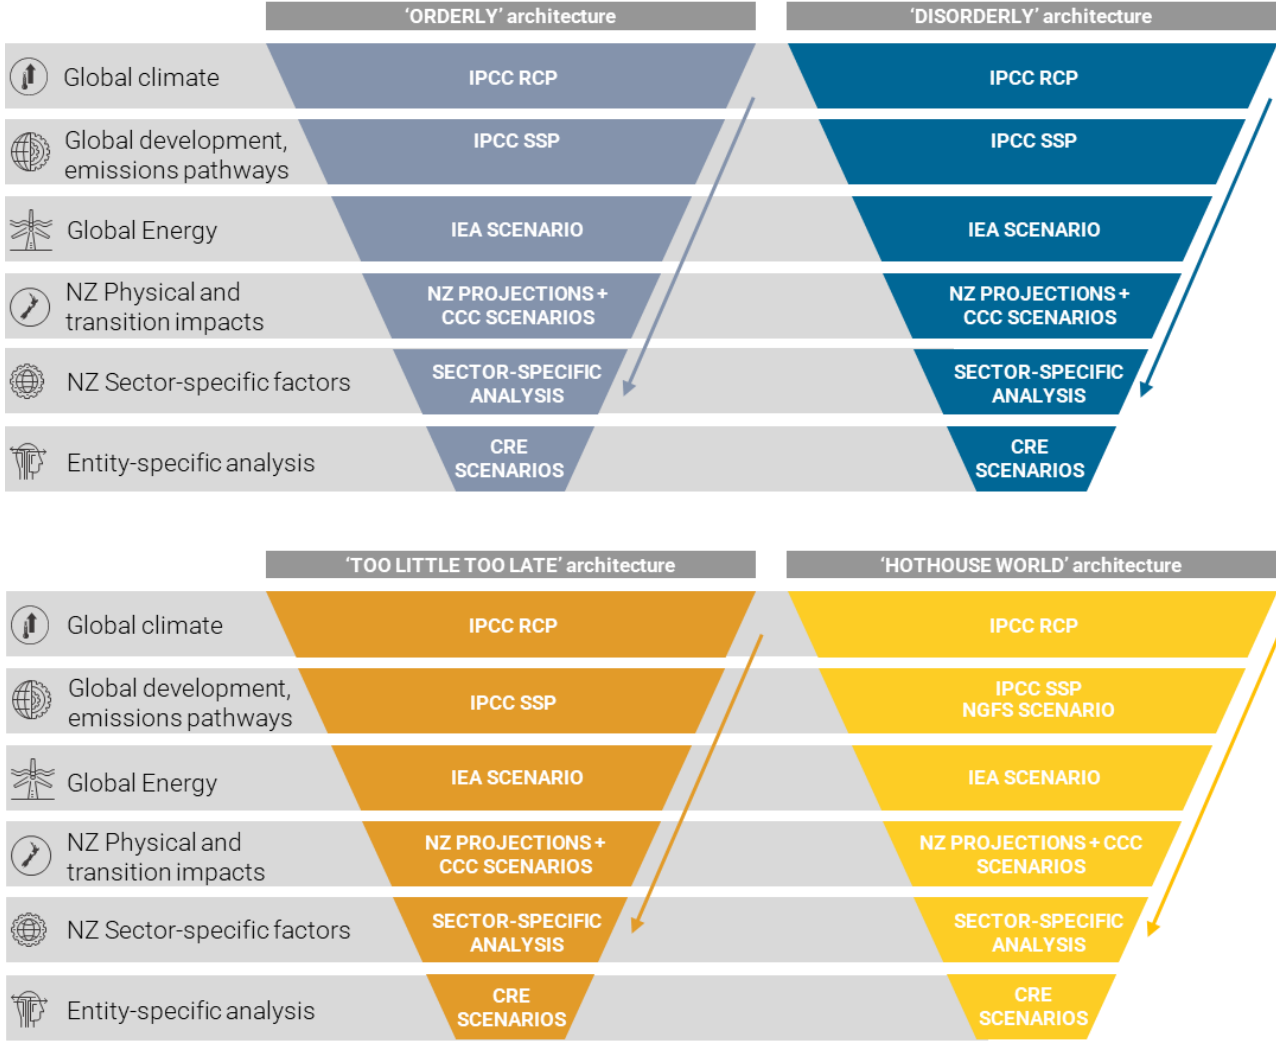 ‘ORDERLY’ architecture
‘DISORDERLY’ architecture
Global climate
IPCC RCP
IPCC RCP
Global development,
emissions pathways
IPCC SSP
IPCC SSP
Global Energy
IEA SCENARIO
IEA SCENARIO
NZ Physical and
transition impacts
NZ PROJECTIONS +
CCC SCENARIOS
NZ PROJECTIONS +
CCC SCENARIOS
NZ Sector-specific factors
SECTOR-SPECIFIC
ANALYSIS
SECTOR-SPECIFIC
ANALYSIS
Entity-specific analysis
CRE
SCENARIOS
CRE
SCENARIOS
‘TOO LITTLE TOO LATE’ architecture
‘HOTHOUSE WORLD’ architecture
Global climate
IPCC RCP
IPCC RCP
Global development,
emissions pathways
IPCC SSP
IPCC SSP
NGFS SCENARIO
Global Energy
IEA SCENARIO
IEA SCENARIO
NZ Physical and
transition impacts
NZ PROJECTIONS +
CCC SCENARIOS
NZ PROJECTIONS + CCC
SCENARIOS
NZ Sector-specific factors
SECTOR-SPECIFIC
ANALYSIS
SECTOR-SPECIFIC
ANALYSIS
Entity-specific analysis
CRE
SCENARIOS
CRE
SCENARIOS